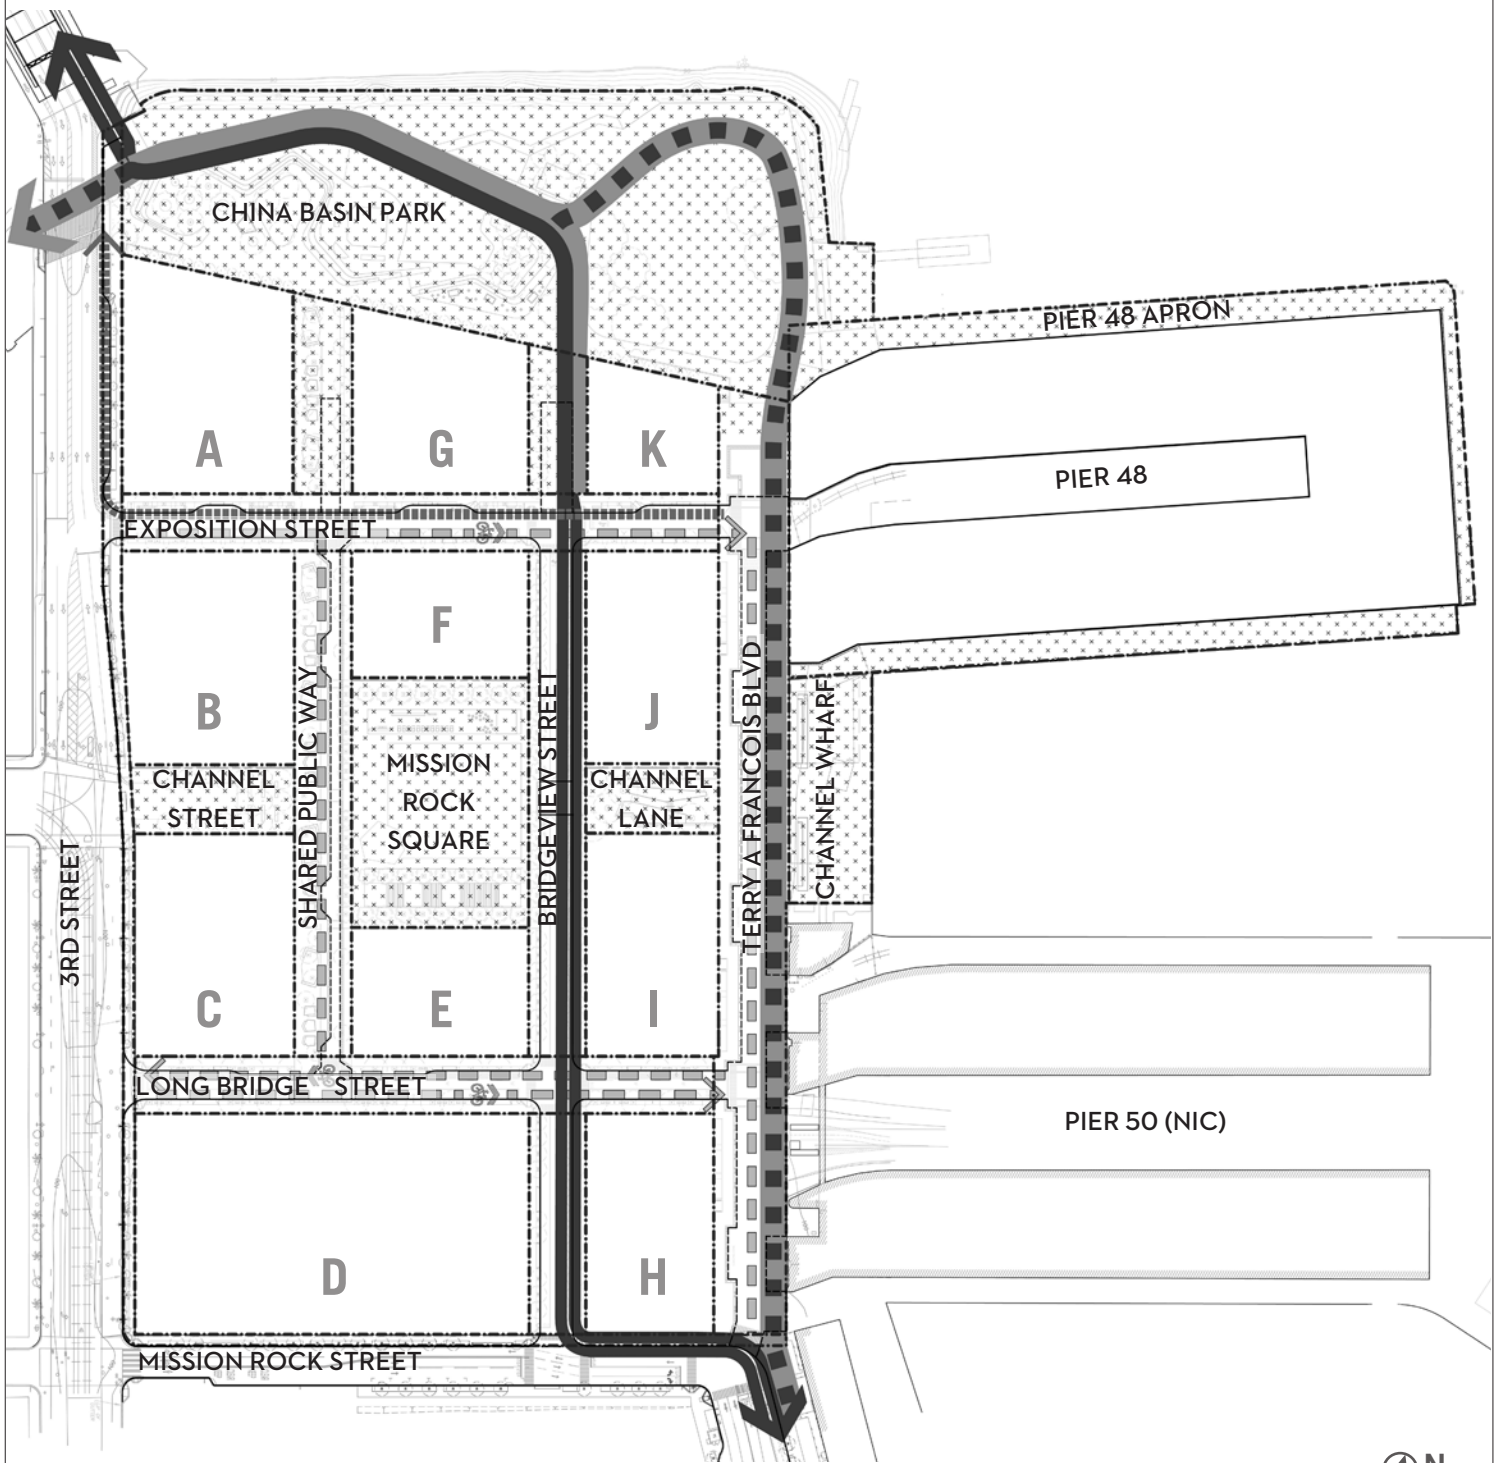 CHINA BASIN PARK
PIER 48 APRON
A
G
K
PIER 48
EXPOSITION STREET
F
B
J
SHARED PUBLIC WAY
BRIDGEVIEW STREET
TERRY A FRANCOIS BLVD
CHANNEL WHARF
MISSION
ROCK
SQUARE
CHANNEL
STREET
CHANNEL
LANE
3RD STREET
C
E
I
LONG BRIDGE STREET
PIER 50 (NIC)
D
H
MISSION ROCK STREET
N